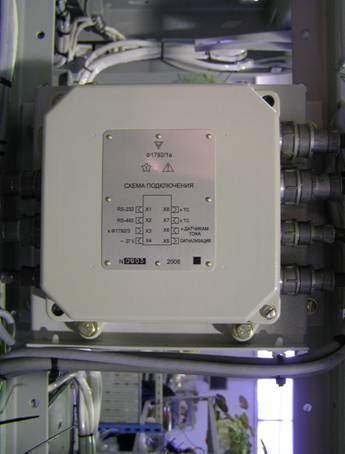 Ф1792/1а
СХЕМА ПОДКЛЮЧЕНИЯ
RS-232 X1 X8 к ТС
RS-485 X2 X7 к ТС
к Ф1792/3 X3 X6 к ДАТЧИКАМ ТОКА
X4 X5 СИГНАЛИЗАЦИЯ
N 0903 2006